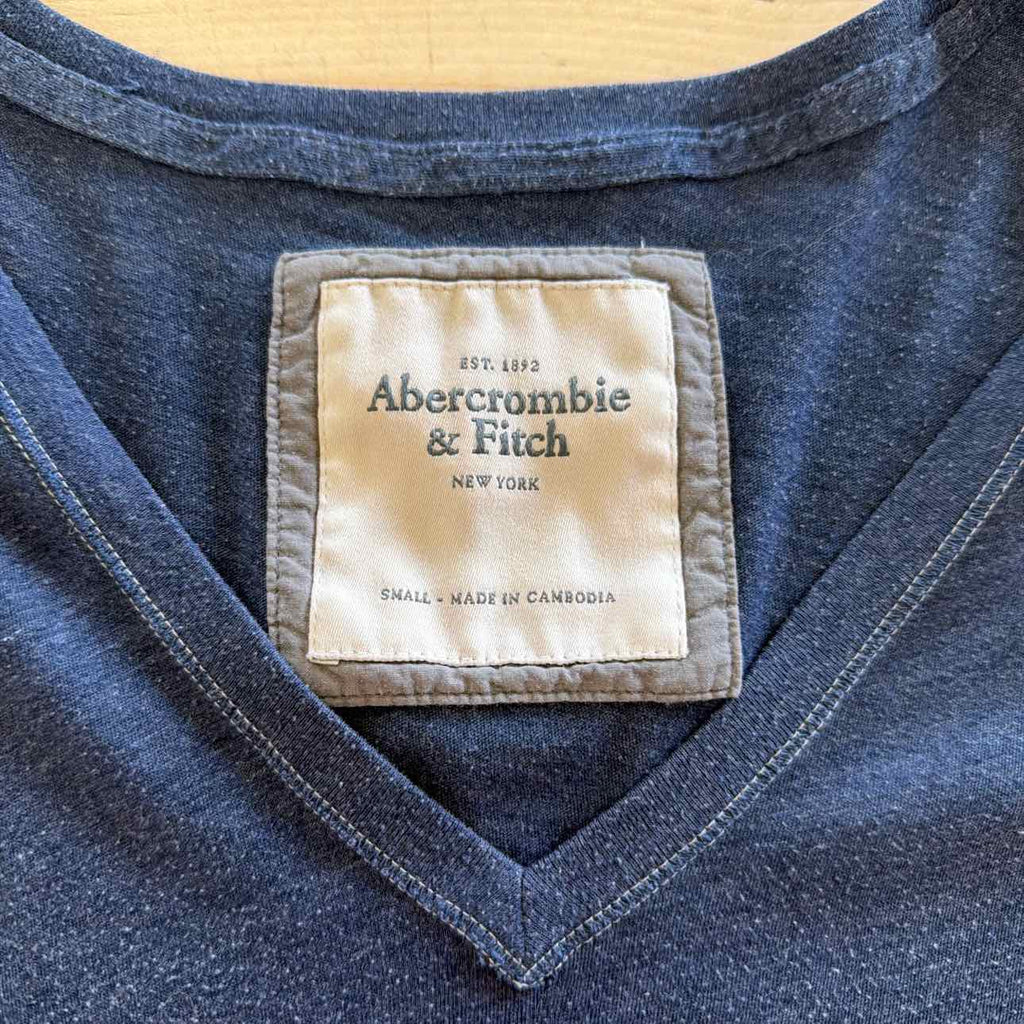 EST. 1892
Abercrombie
& Fitch
NEW YORK
SMALL - MADE IN CAMBODIA